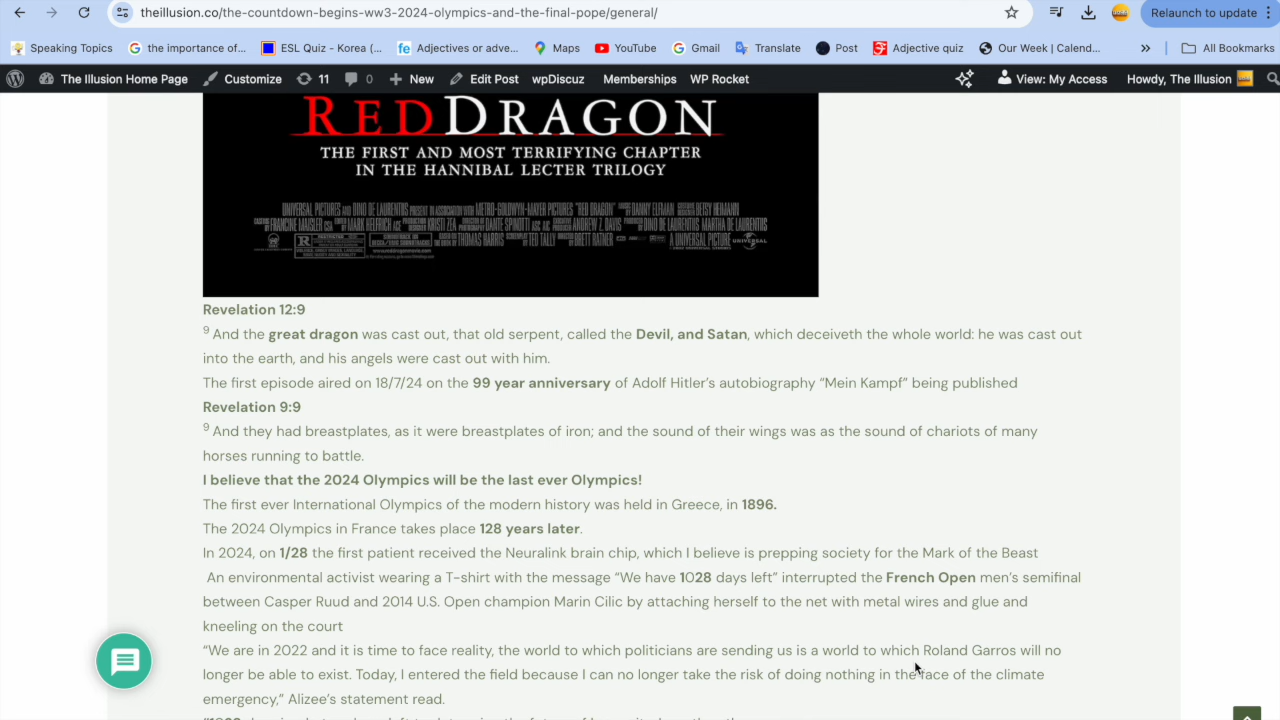 theillusion.co/the-countdown-begins-ww3-2024-olympics-and-the-final-pope/general/
Relaunch to update
Speaking Topics
the importance of...
ESL Quiz - Korea (...
Adjectives or adve...
Maps
YouTube
Gmail
Translate
Post
Adjective quiz
Our Week | Calend...
»
All Bookmarks
The Illusion Home Page
Customize
11
0
New
Edit Post
wpDiscuz
Memberships
WP Rocket
View: My Access
Howdy, The Illusion
RED DRAGON
THE FIRST AND MOST TERRIFYING CHAPTER
IN THE HANNIBAL LECTER TRILOGY
Revelation 12:9
9 And the great dragon was cast out, that old serpent, called the Devil, and Satan, which deceiveth the whole world: he was cast out
into the earth, and his angels were cast out with him.
The first episode aired on 18/7/24 on the 99 year anniversary of Adolf Hitler's autobiography “Mein Kampf” being published
Revelation 9:9
9 And they had breastplates, as it were breastplates of iron; and the sound of their wings was as the sound of chariots of many
horses running to battle.
I believe that the 2024 Olympics will be the last ever Olympics!
The first ever International Olympics of the modern history was held in Greece, in 1896.
The 2024 Olympics in France takes place 128 years later.
In 2024, on 1/28 the first patient received the Neuralink brain chip, which I believe is prepping society for the Mark of the Beast
An environmental activist wearing a T-shirt with the message “We have 1028 days left” interrupted the French Open men's semifinal
between Casper Ruud and 2014 U.S. Open champion Marin Cilic by attaching herself to the net with metal wires and glue and
kneeling on the court
“We are in 2022 and it is time to face reality, the world to which politicians are sending us is a world to which Roland Garros will no
longer be able to exist. Today, I entered the field because I can no longer take the risk of doing nothing in the face of the climate
emergency,” Alizee's statement read.